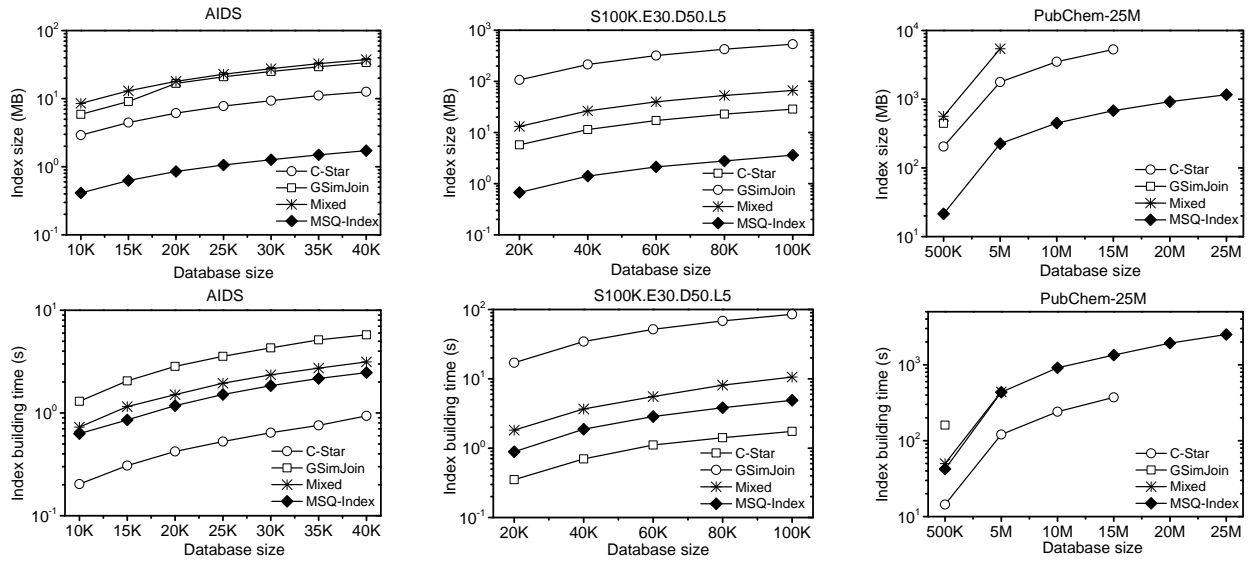 AIDS
Index size (MB)
10^2
10^1
10^0
10^-1
C-Star
GSimJoin
Mixed
MSQ-Index
10K 15K 20K 25K 30K 35K 40K
Database size
S100K.E30.D50.L5
Index size (MB)
10^3
10^2
10^1
10^0
10^-1
C-Star
GSimJoin
Mixed
MSQ-Index
20K 40K 60K 80K 100K
Database size
PubChem-25M
Index size (MB)
10^4
10^3
10^2
10^1
C-Star
GSimJoin
Mixed
MSQ-Index
500K 5M 10M 15M 20M 25M
Database size
AIDS
Index building time (s)
10^1
10^0
10^-1
C-Star
GSimJoin
Mixed
MSQ-Index
10K 15K 20K 25K 30K 35K 40K
Database size
S100K.E30.D50.L5
Index building time (s)
10^2
10^1
10^0
10^-1
C-Star
GSimJoin
Mixed
MSQ-Index
20K 40K 60K 80K 100K
Database size
PubChem-25M
Index building time (s)
10^3
10^2
10^1
C-Star
GSimJoin
Mixed
MSQ-Index
500K 5M 10M 15M 20M 25M
Database size